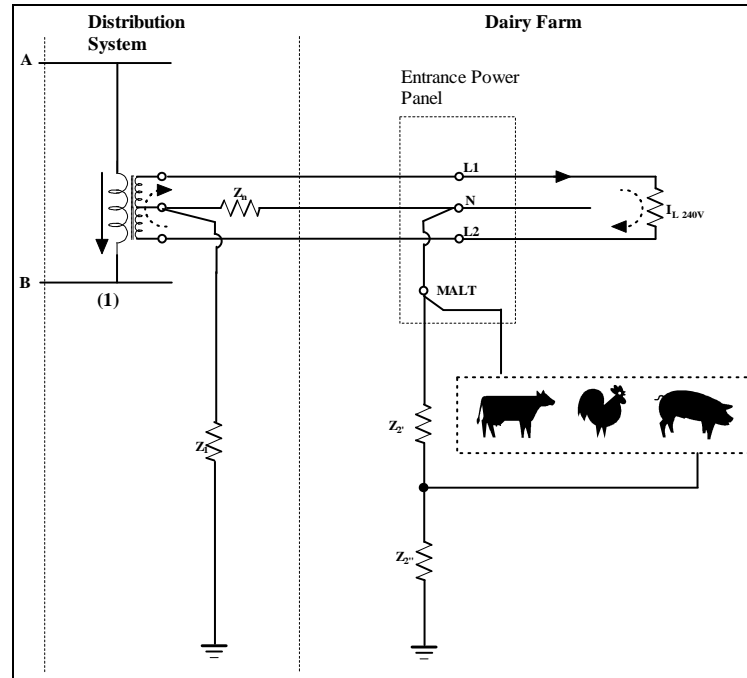 Distribution
System
Dairy Farm
A
Entrance Power
Panel
L1
Zn
N
IL 240V
L2
B
(1)
MALT
Z2'
Z1
Z2''